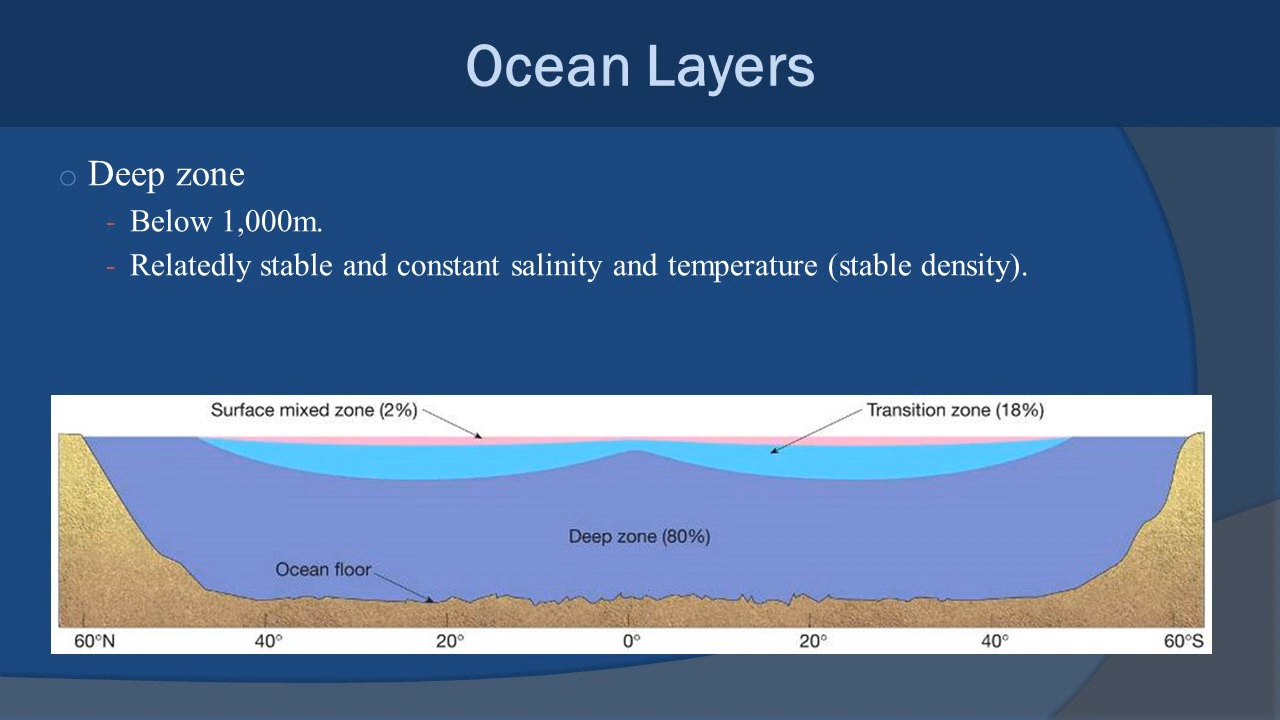 Ocean Layers
o Deep zone
- Below 1,000m.
- Relatedly stable and constant salinity and temperature (stable density).
Surface mixed zone (2%)
Transition zone (18%)
Deep zone (80%)
Ocean floor
60°N 40° 20° 0° 20° 40° 60°S